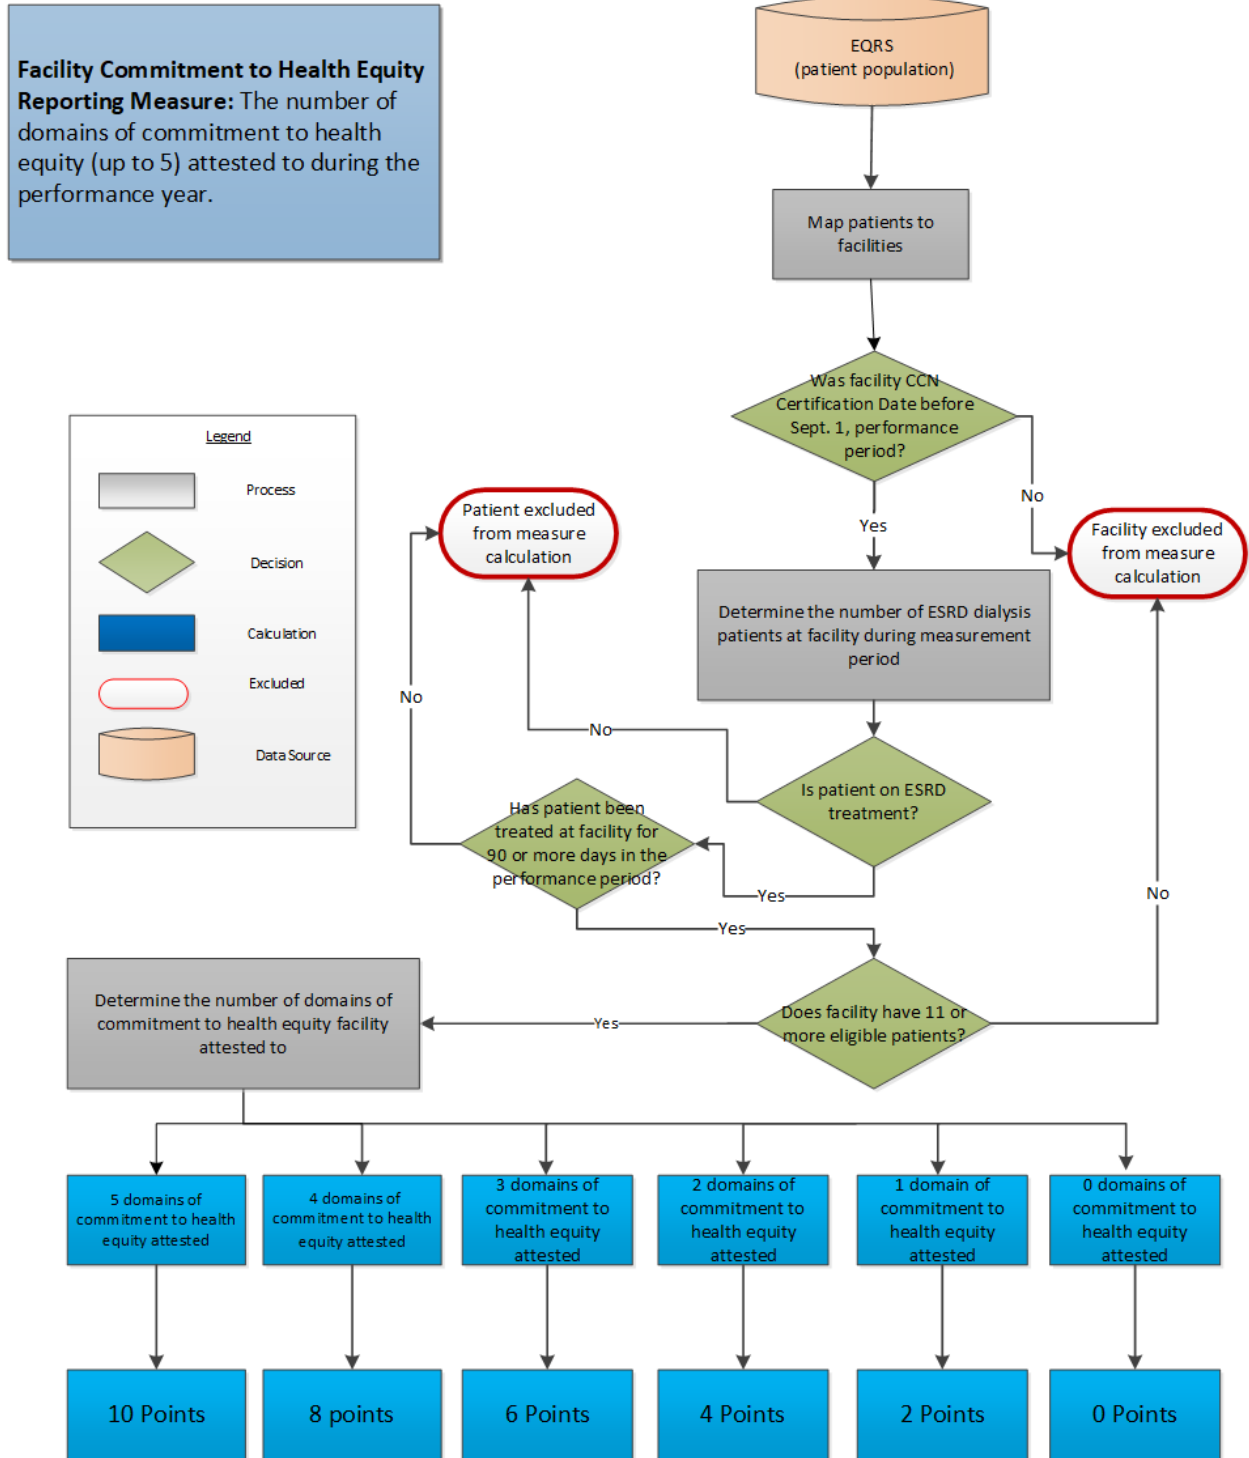 Facility Commitment to Health Equity
Reporting Measure: The number of
domains of commitment to health
equity (up to 5) attested to during the
performance year.
EQRS
(patient population)
Map patients to
facilities
Was facility CCN
Certification Date before
Sept. 1, performance
period?
No
Yes
Legend
Process
Decision
Calculation
Excluded
Data Source
Patient excluded
from measure
calculation
Facility excluded
from measure
calculation
Determine the number of ESRD dialysis
patients at facility during measurement
period
No
No
Is patient on ESRD
treatment?
Has patient been
treated at facility for
90 or more days in the
performance period?
Yes
No
Yes
Does facility have 11 or
more eligible patients?
Yes
Determine the number of domains of
commitment to health equity facility
attested to
5 domains of
commitment to health
equity attested
4 domains of
commitment to health
equity attested
3 domains of
commitment to
health equity
attested
2 domains of
commitment to
health equity
attested
1 domain of
commitment to
health equity
attested
0 domains of
commitment to
health equity
attested
10 Points
8 points
6 Points
4 Points
2 Points
0 Points